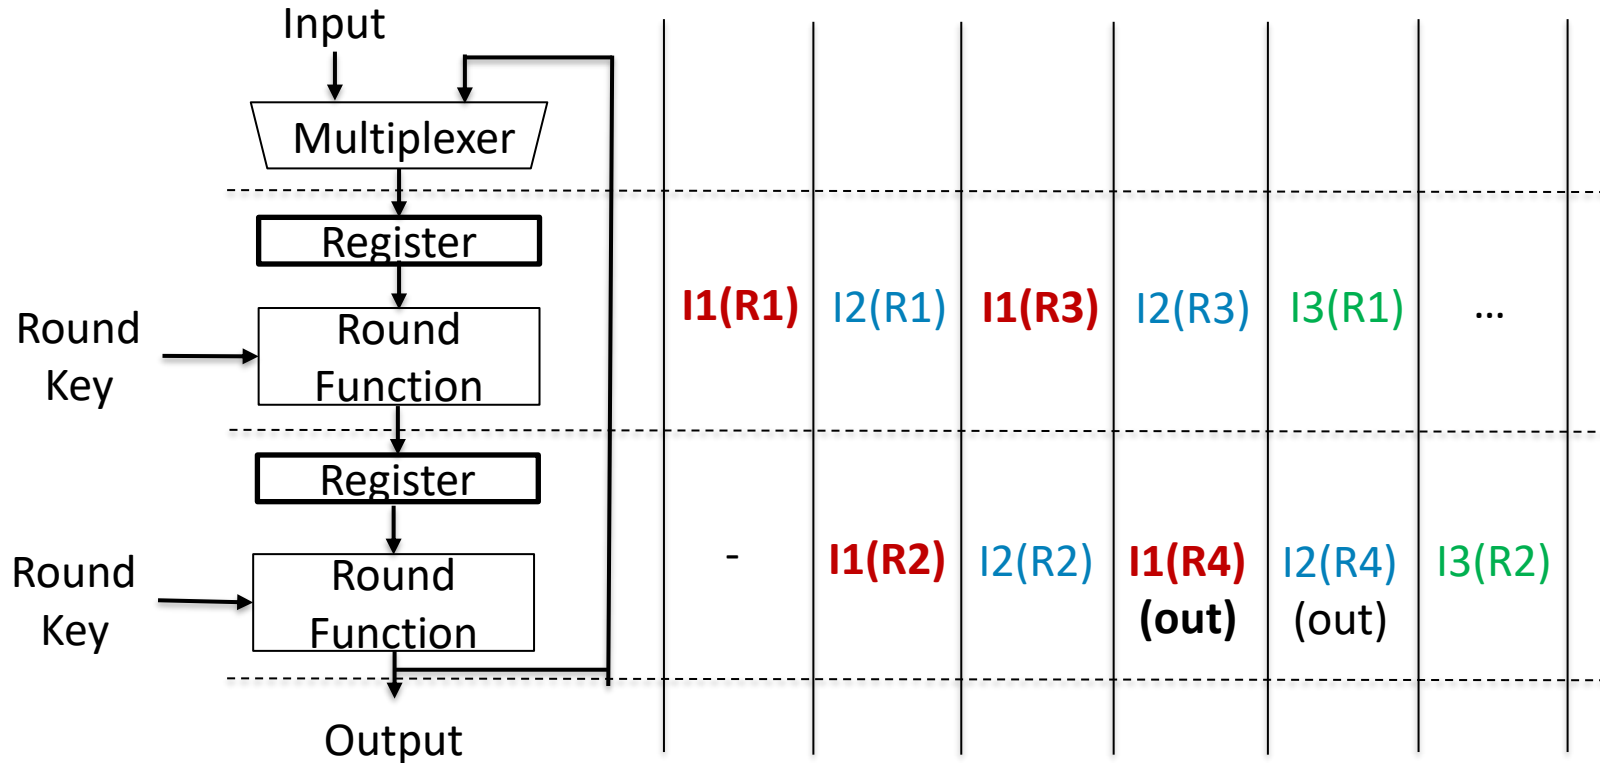 Input
Multiplexer
Register
Round
Function
Round
Key
Register
Round
Function
Round
Key
Output
I1(R1) I2(R1) I1(R3) I2(R3) I3(R1) ...
- I1(R2) I2(R2) I1(R4) I2(R4) I3(R2)
(out) (out)